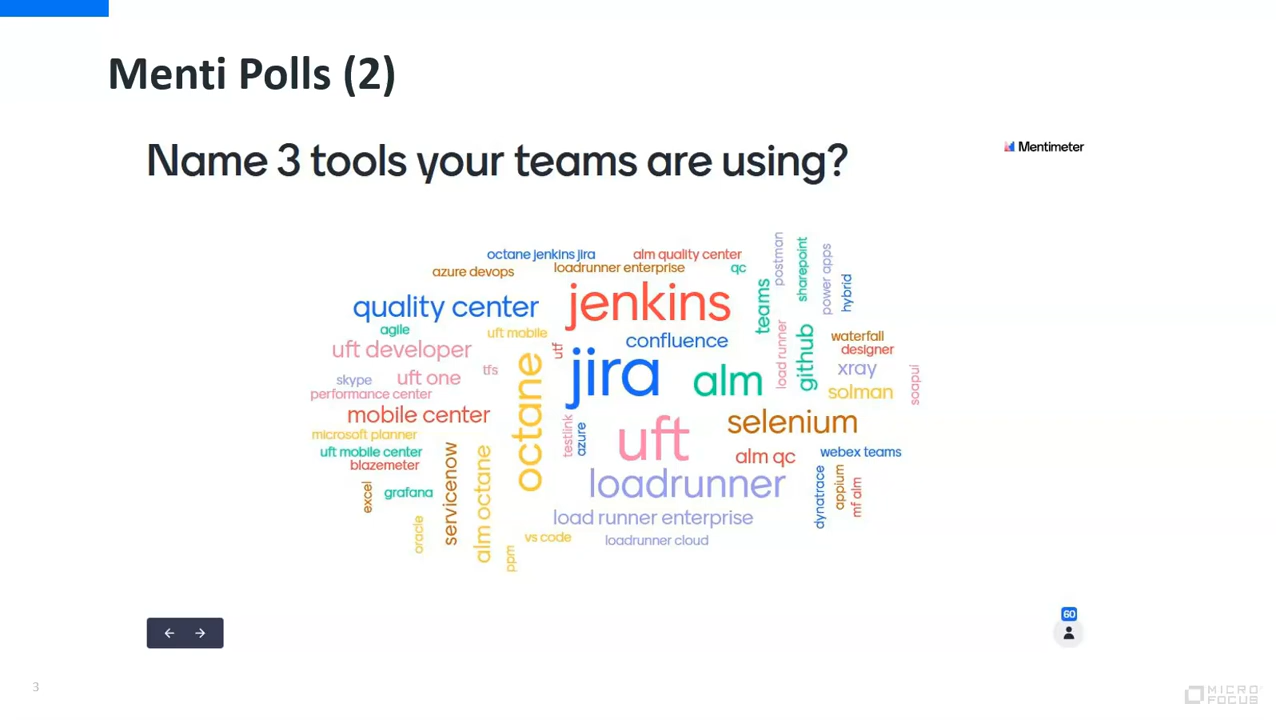 Menti Polls (2)
Name 3 tools your teams are using?
Mentimeter
octane jenkins jira
alm quality center
azure devops
loadrunner enterprise
qc
postman
sharepoint
power apps
hybrid
quality center
jenkins
teams
agile
uft mobile
utf
confluence
load runner
github
waterfall
designer
uft developer
tfs
octane
jira
alm
xray
skype
uft one
solman
soapui
performance center
mobile center
testlink
azure
uft
selenium
microsoft planner
uft mobile center
alm qc
webex teams
blazemeter
excel
grafana
servicenow
alm octane
loadrunner
dynatrace
appium
mf alm
oracle
load runner enterprise
ppm
vs code
loadrunner cloud
60
3
MICRO
FOCUS